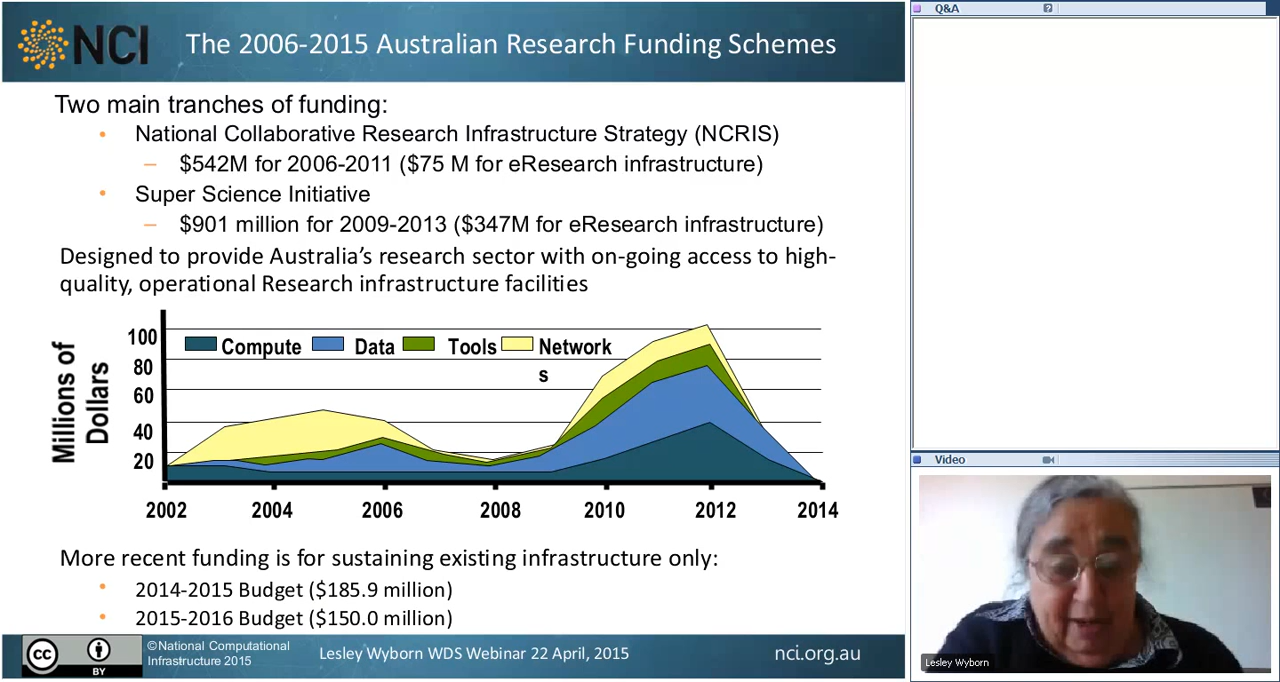 NCI
The 2006-2015 Australian Research Funding Schemes
Two main tranches of funding:
• National Collaborative Research Infrastructure Strategy (NCRIS)
– $542M for 2006-2011 ($75 M for eResearch infrastructure)
• Super Science Initiative
– $901 million for 2009-2013 ($347M for eResearch infrastructure)
Designed to provide Australia’s research sector with on-going access to high-
quality, operational Research infrastructure facilities
Millions of
Dollars
100
80
60
40
20
Compute
Data
Tools
Network
s
2002 2004 2006 2008 2010 2012 2014
More recent funding is for sustaining existing infrastructure only:
• 2014-2015 Budget ($185.9 million)
• 2015-2016 Budget ($150.0 million)
cc
BY
©National Computational
Infrastructure 2015
Lesley Wyborn WDS Webinar 22 April, 2015
nci.org.au
Q&A
?
Video
Lesley Wyborn